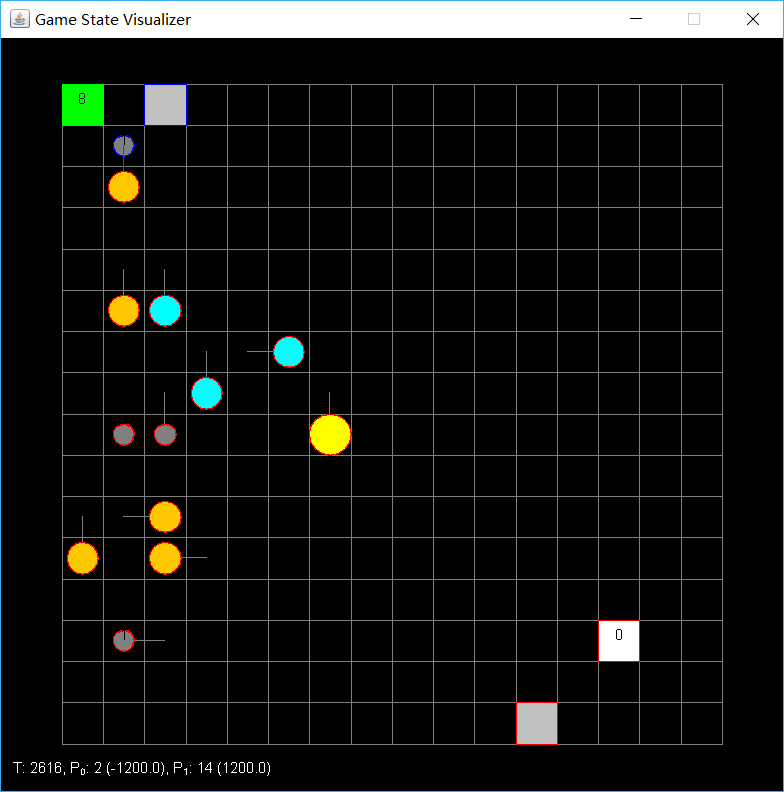 Game State Visualizer
8
0
T: 2616, P₀: 2 (-1200.0), P₁: 14 (1200.0)